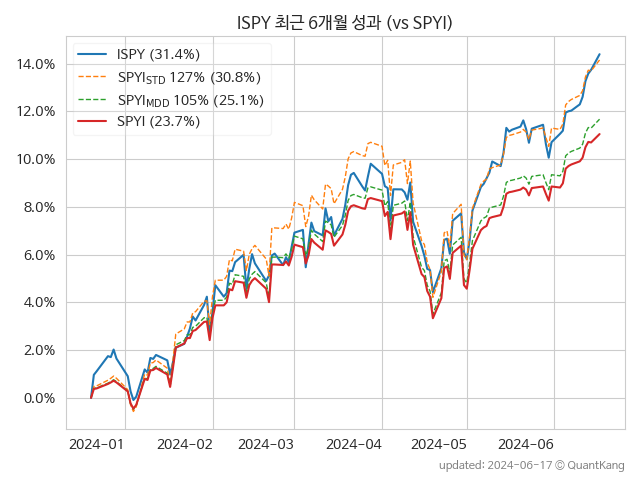 ISPY 최근 6개월 성과 (vs SPYI)
ISPY (31.4%)
SPYI_STD 127% (30.8%)
SPYI_MDD 105% (25.1%)
SPYI (23.7%)
14.0%
12.0%
10.0%
8.0%
6.0%
4.0%
2.0%
0.0%
2024-01 2024-02 2024-03 2024-04 2024-05 2024-06
updated: 2024-06-17 © QuantKang